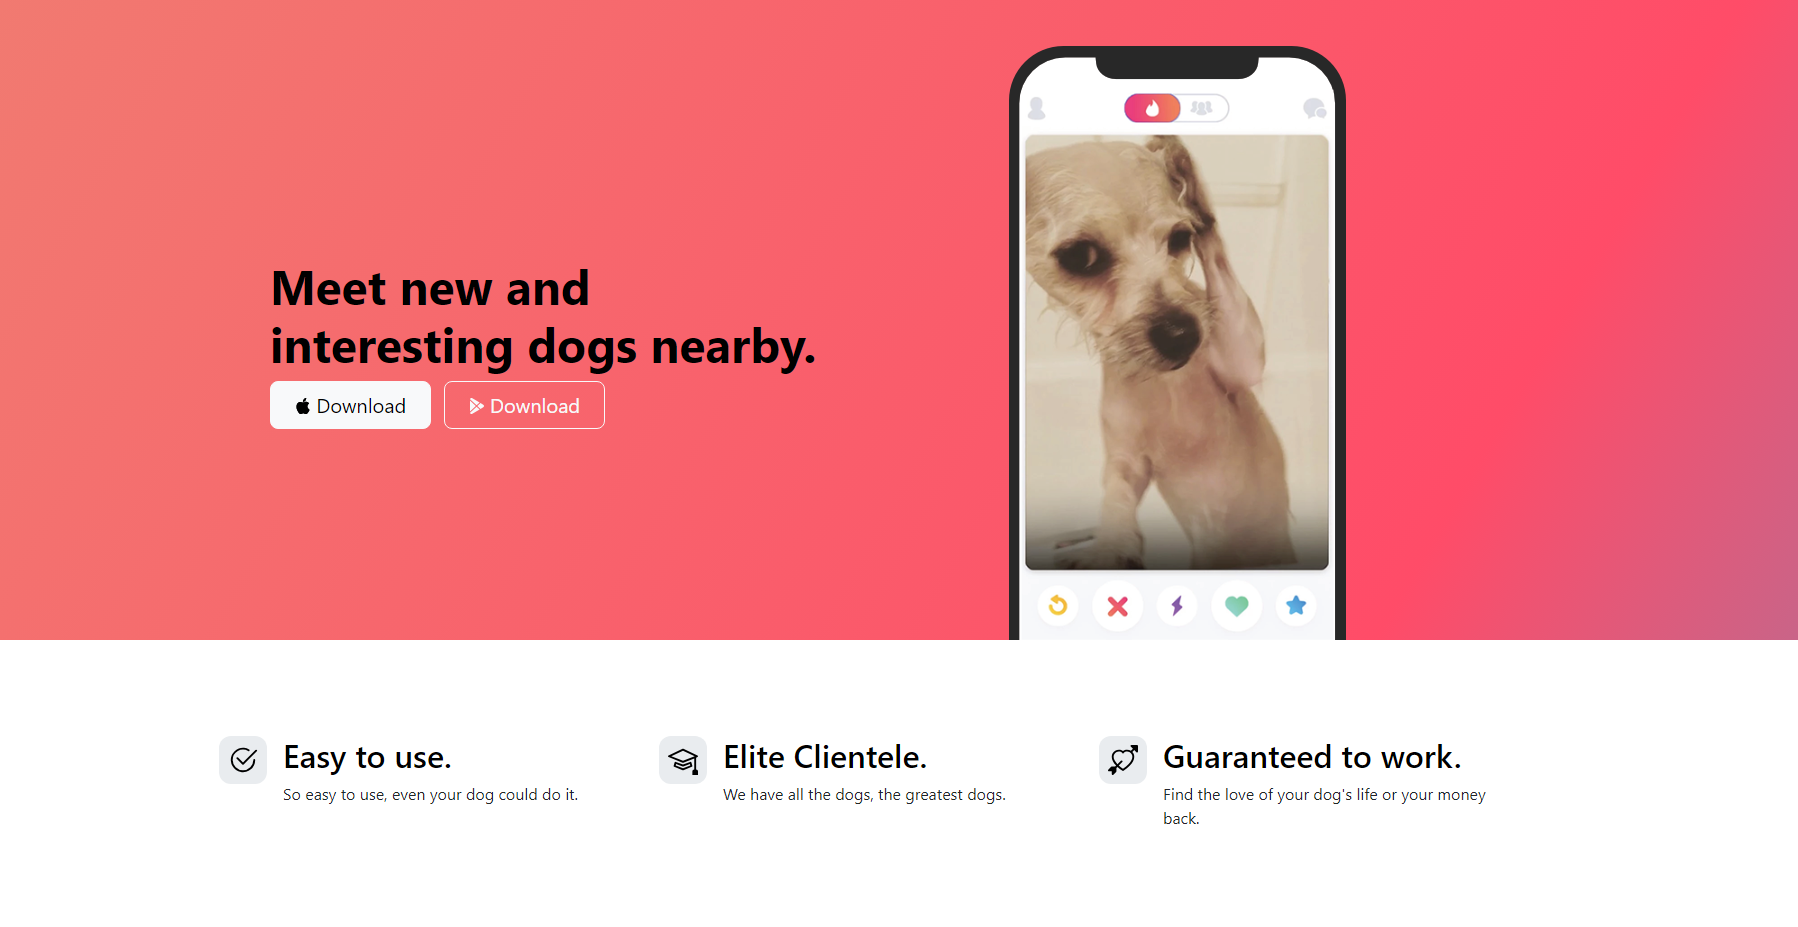 Meet new and
interesting dogs nearby.
Download
Download
Easy to use.
So easy to use, even your dog could do it.
Elite Clientele.
We have all the dogs, the greatest dogs.
Guaranteed to work.
Find the love of your dog's life or your money
back.